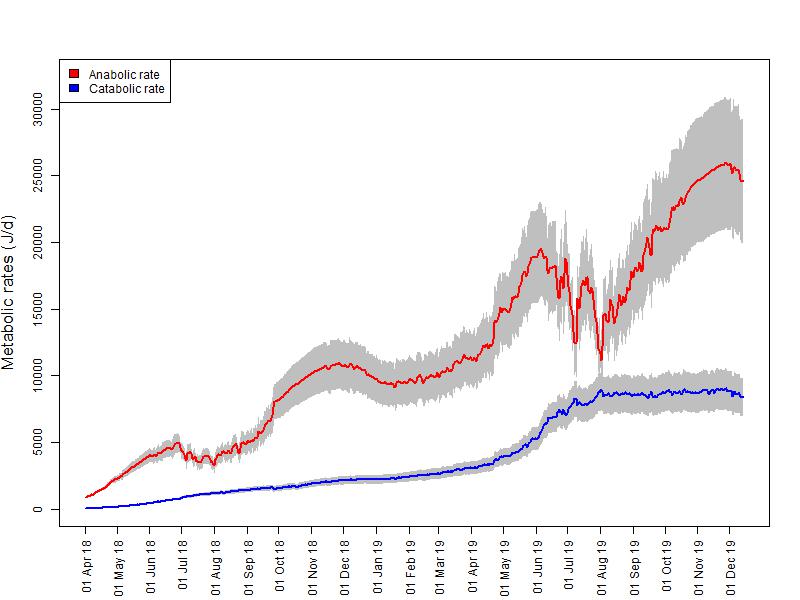 Anabolic rate
Catabolic rate
Metabolic rates (J/d)
30000
25000
20000
15000
10000
5000
0
01 Apr 18
01 May 18
01 Jun 18
01 Jul 18
01 Aug 18
01 Sep 18
01 Oct 18
01 Nov 18
01 Dec 18
01 Jan 19
01 Feb 19
01 Mar 19
01 Apr 19
01 May 19
01 Jun 19
01 Jul 19
01 Aug 19
01 Sep 19
01 Oct 19
01 Nov 19
01 Dec 19